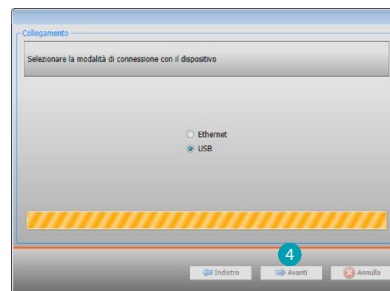 Collegamento
Selezionare la modalità di connessione con il dispositivo
Ethernet
USB
4
Indietro Avanti Annulla